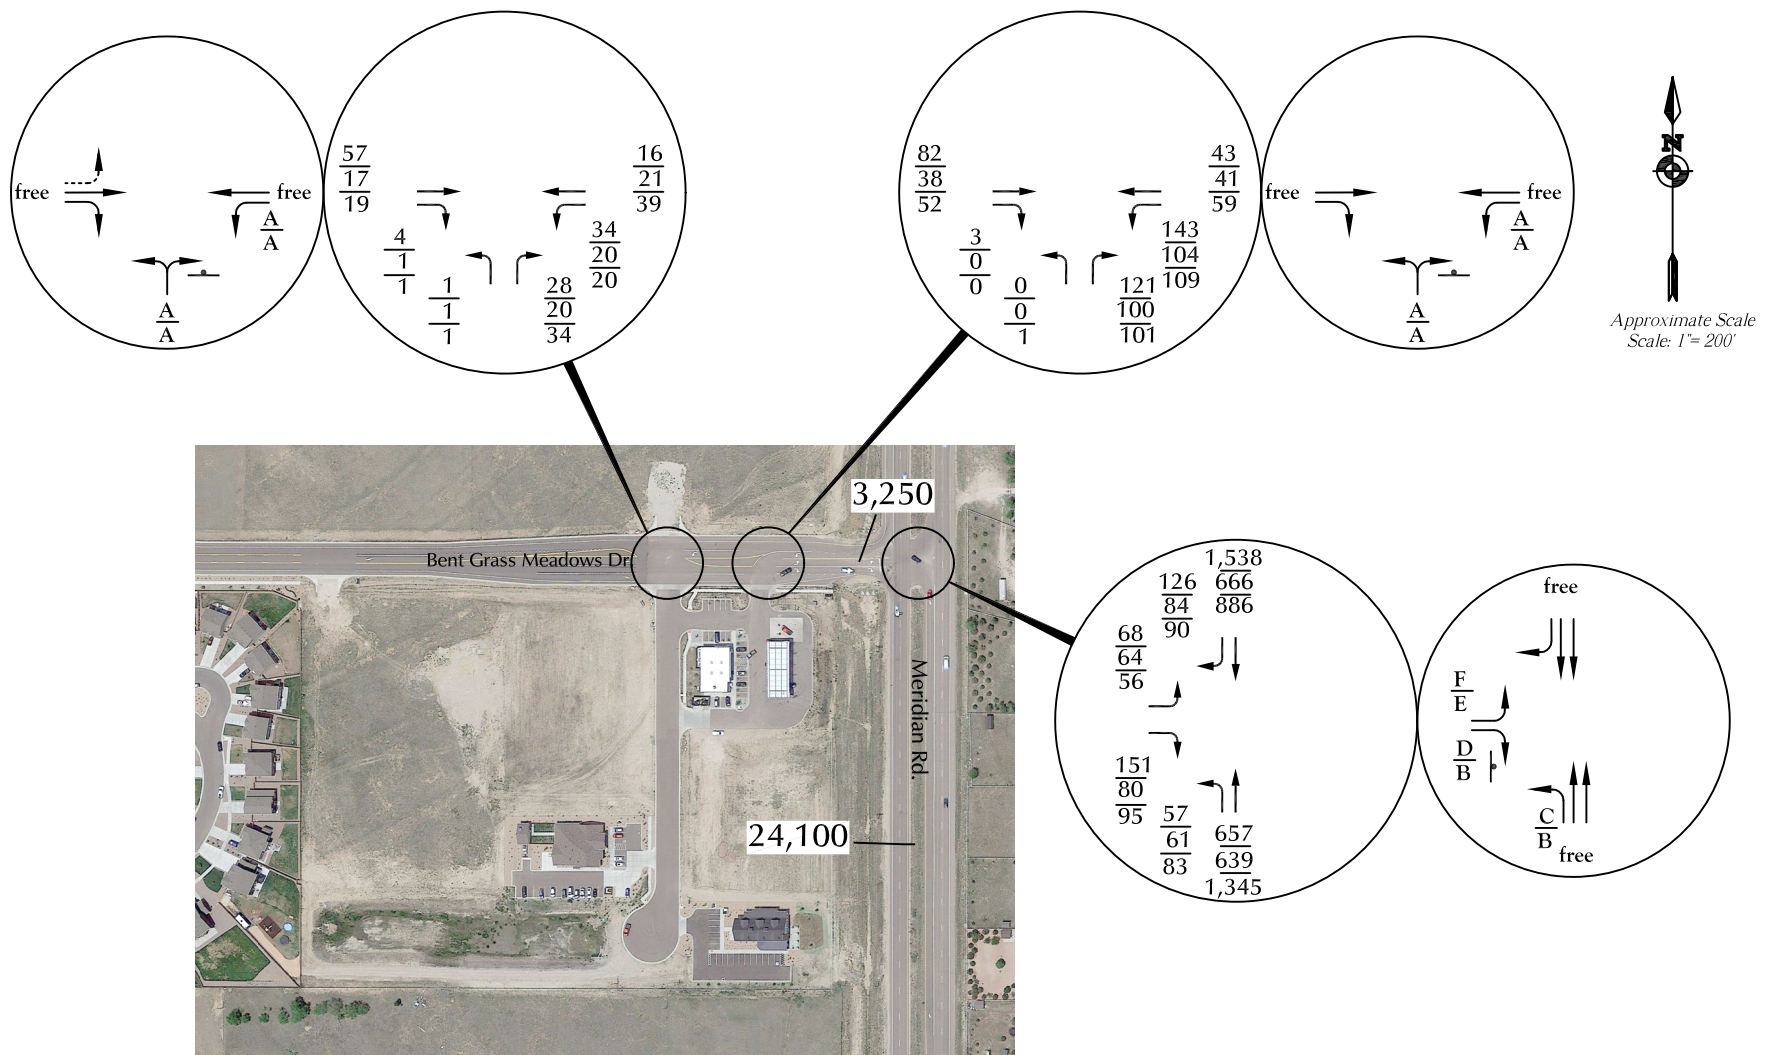 free
free
A
A
A
A
57
17
19
16
21
39
4
1
1
34
20
20
1
1
1
28
20
34
82
38
52
43
41
59
3
0
0
143
104
109
0
0
1
121
100
101
free
free
A
A
A
A
N
Approximate Scale
Scale: 1"= 200'
3,250
Bent Grass Meadows Dr.
Meridian Rd.
24,100
1,538
666
886
126
84
90
68
64
56
151
80
95
57
61
83
657
639
1,345
free
F
E
D
B
C
B
free